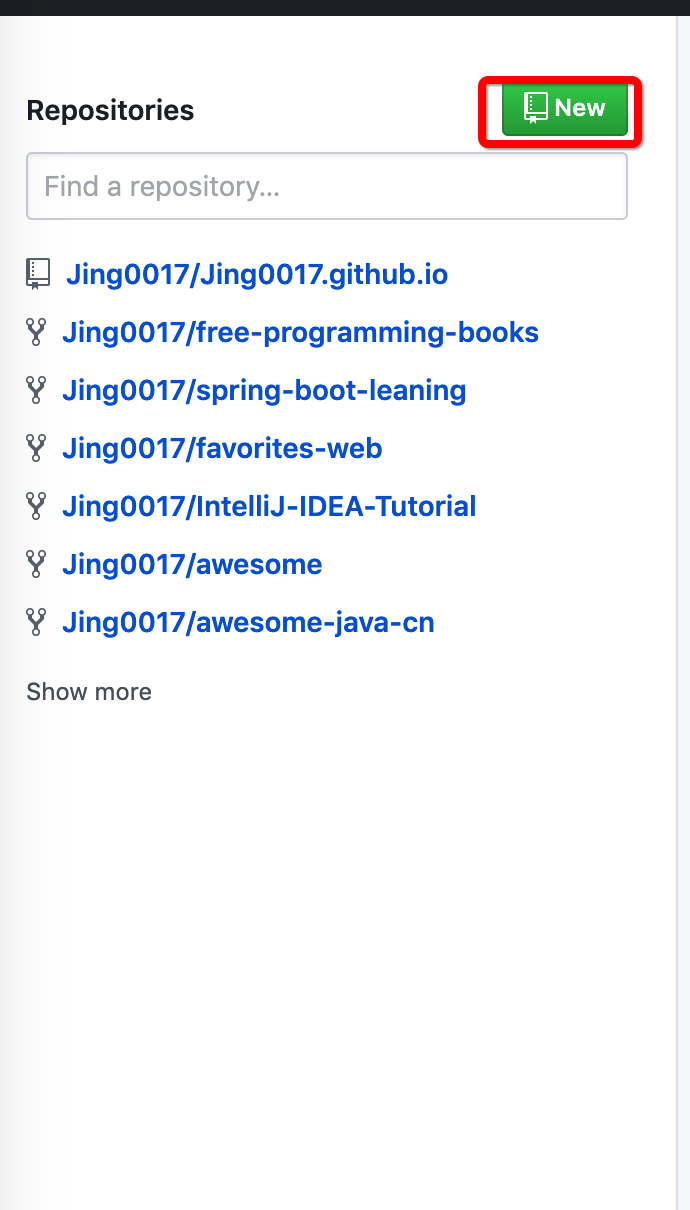 Repositories
New
Find a repository...
Jing0017/Jing0017.github.io
Jing0017/free-programming-books
Jing0017/spring-boot-leaning
Jing0017/favorites-web
Jing0017/IntelliJ-IDEA-Tutorial
Jing0017/awesome
Jing0017/awesome-java-cn
Show more